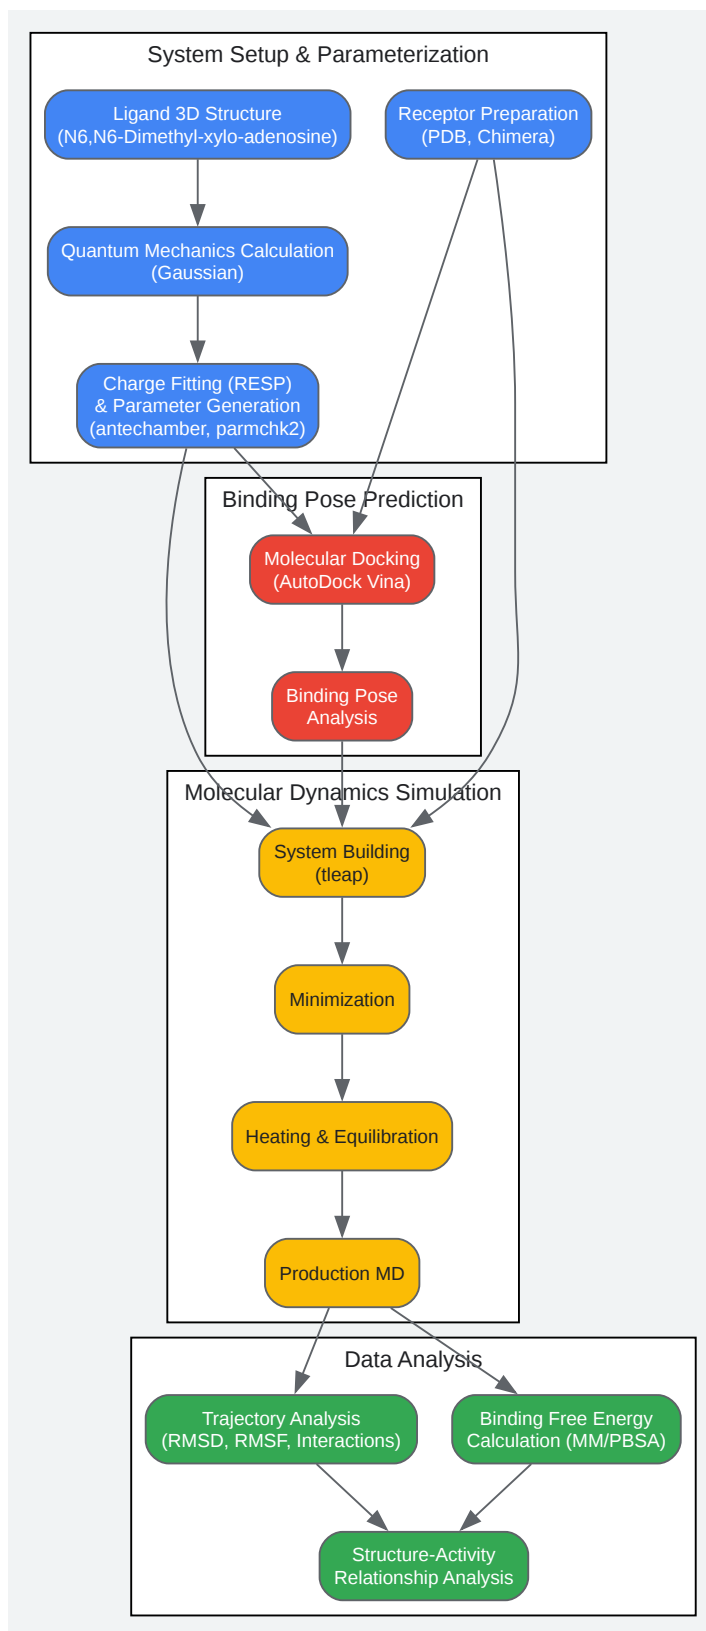 System Setup & Parameterization
Ligand 3D Structure
(N6,N6-Dimethyl-xylo-adenosine)
Receptor Preparation
(PDB, Chimera)
Quantum Mechanics Calculation
(Gaussian)
Charge Fitting (RESP)
& Parameter Generation
(antechamber, parmchk2)
Binding Pose Prediction
Molecular Docking
(AutoDock Vina)
Binding Pose
Analysis
Molecular Dynamics Simulation
System Building
(tleap)
Minimization
Heating & Equilibration
Production MD
Data Analysis
Trajectory Analysis
(RMSD, RMSF, Interactions)
Binding Free Energy
Calculation (MM/PBSA)
Structure-Activity
Relationship Analysis